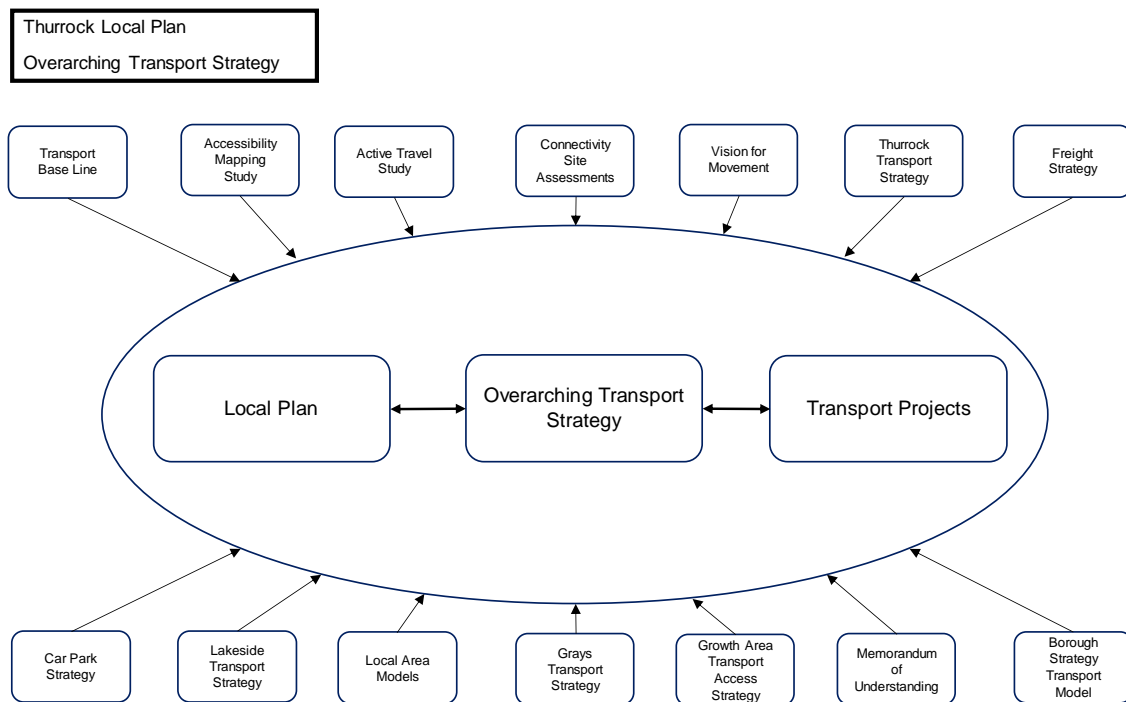 Thurrock Local Plan
Overarching Transport Strategy
Transport
Base Line
Accessibility
Mapping
Study
Active Travel
Study
Connectivity
Site
Assessments
Vision for
Movement
Thurrock
Transport
Strategy
Freight
Strategy
Local Plan
Overarching Transport
Strategy
Transport Projects
Car Park
Strategy
Lakeside
Transport
Strategy
Local Area
Models
Grays
Transport
Strategy
Growth Area
Transport
Access
Strategy
Memorandum
of
Understanding
Borough
Strategy
Transport
Model